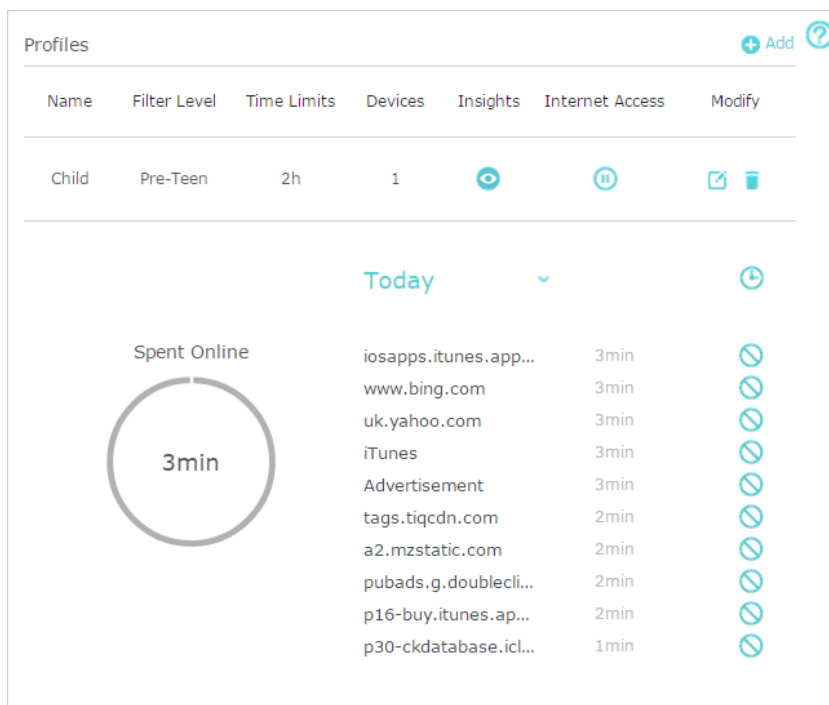 Profiles Add ?
Name Filter Level Time Limits Devices Insights Internet Access Modify
Child Pre-Teen 2h 1
Today
Spent Online
3min
iosapps.itunes.app... 3min
www.bing.com 3min
uk.yahoo.com 3min
iTunes 3min
Advertisement 3min
tags.tiqcdn.com 2min
a2.mzstatic.com 2min
pubads.g.doublecli... 2min
p16-buy.itunes.ap... 2min
p30-ckdatabase.icl... 1min